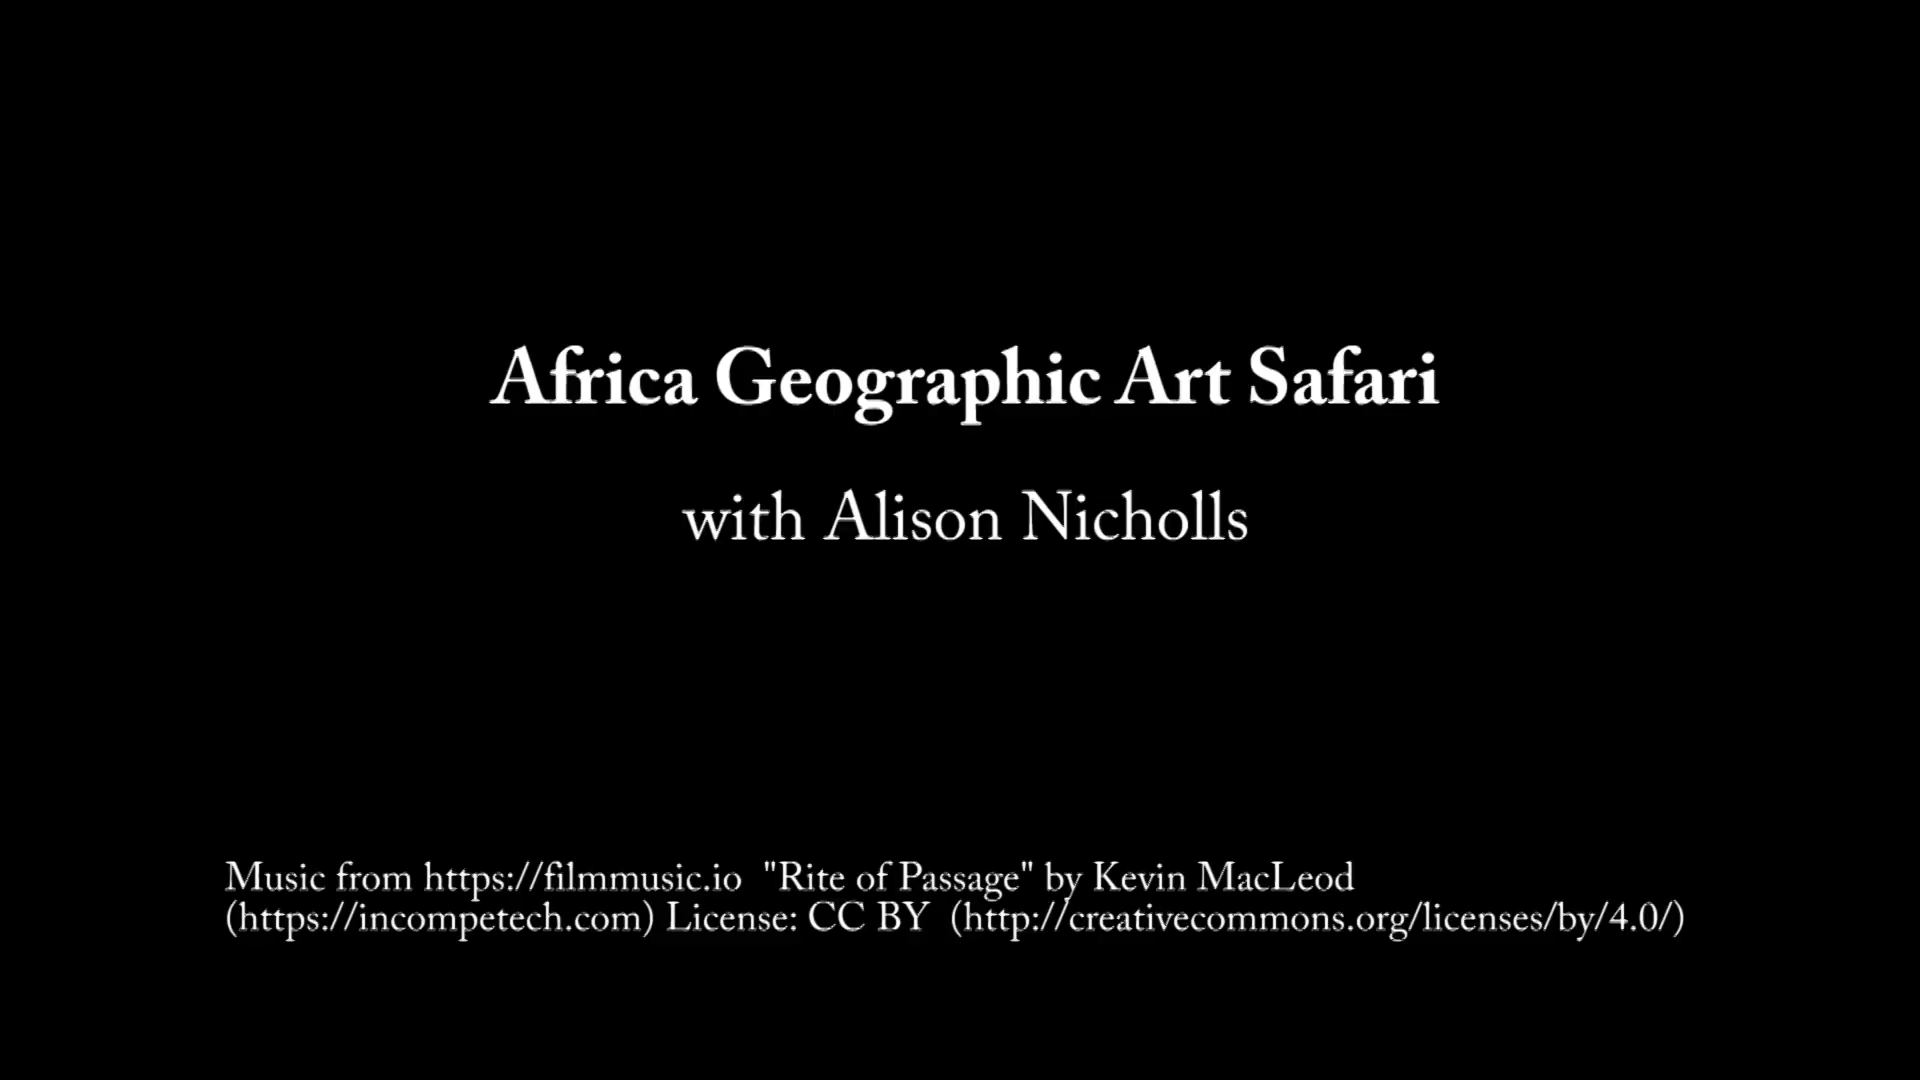 Africa Geographic Art Safari
with Alison Nicholls
Music from https://filmmusic.io  "Rite of Passage" by Kevin MacLeod
(https://incompetech.com) License: CC BY  (http://creativecommons.org/licenses/by/4.0/)